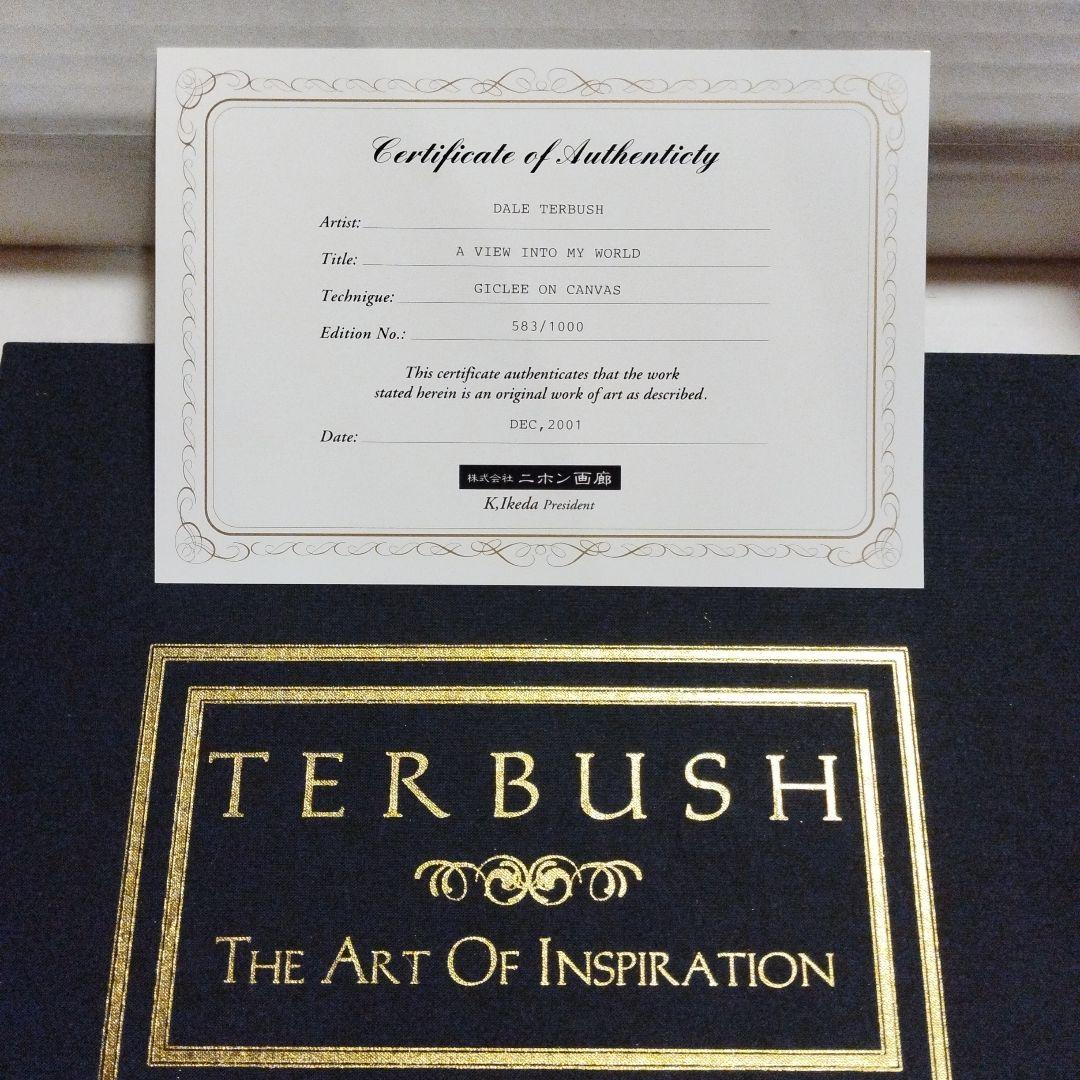 Certificate of Authenticty
Artist: DALE TERBUSH
Title: A VIEW INTO MY WORLD
Technigue: GICLEE ON CANVAS
Edition No.: 583/1000
This certificate authenticates that the work
stated herein is an original work of art as described.
Date: DEC,2001
株式会社 ニホン画廊
K,Ikeda President
TERBUSH
THE ART OF INSPIRATION